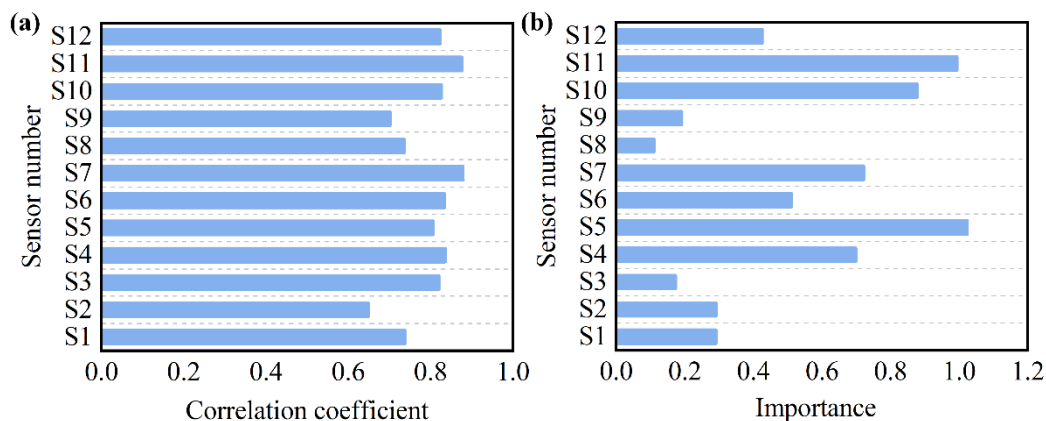 (a)
Sensor number
S12
S11
S10
S9
S8
S7
S6
S5
S4
S3
S2
S1
0.0 0.2 0.4 0.6 0.8 1.0
Correlation coefficient
(b)
Sensor number
S12
S11
S10
S9
S8
S7
S6
S5
S4
S3
S2
S1
0.0 0.2 0.4 0.6 0.8 1.0 1.2
Importance